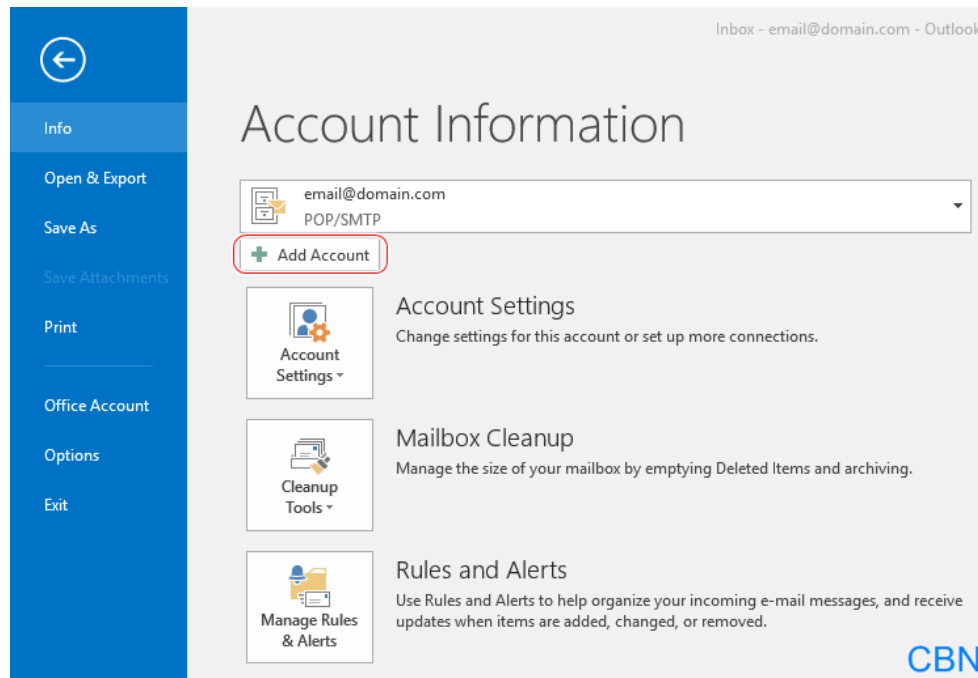 Inbox - email@domain.com - Outlook
Info
Open & Export
Save As
Save Attachments
Print
Office Account
Options
Exit
Account Information
email@domain.com
POP/SMTP
Add Account
Account
Settings
Account Settings
Change settings for this account or set up more connections.
Cleanup
Tools
Mailbox Cleanup
Manage the size of your mailbox by emptying Deleted Items and archiving.
Manage Rules
& Alerts
Rules and Alerts
Use Rules and Alerts to help organize your incoming e-mail messages, and receive
updates when items are added, changed, or removed.
CBN